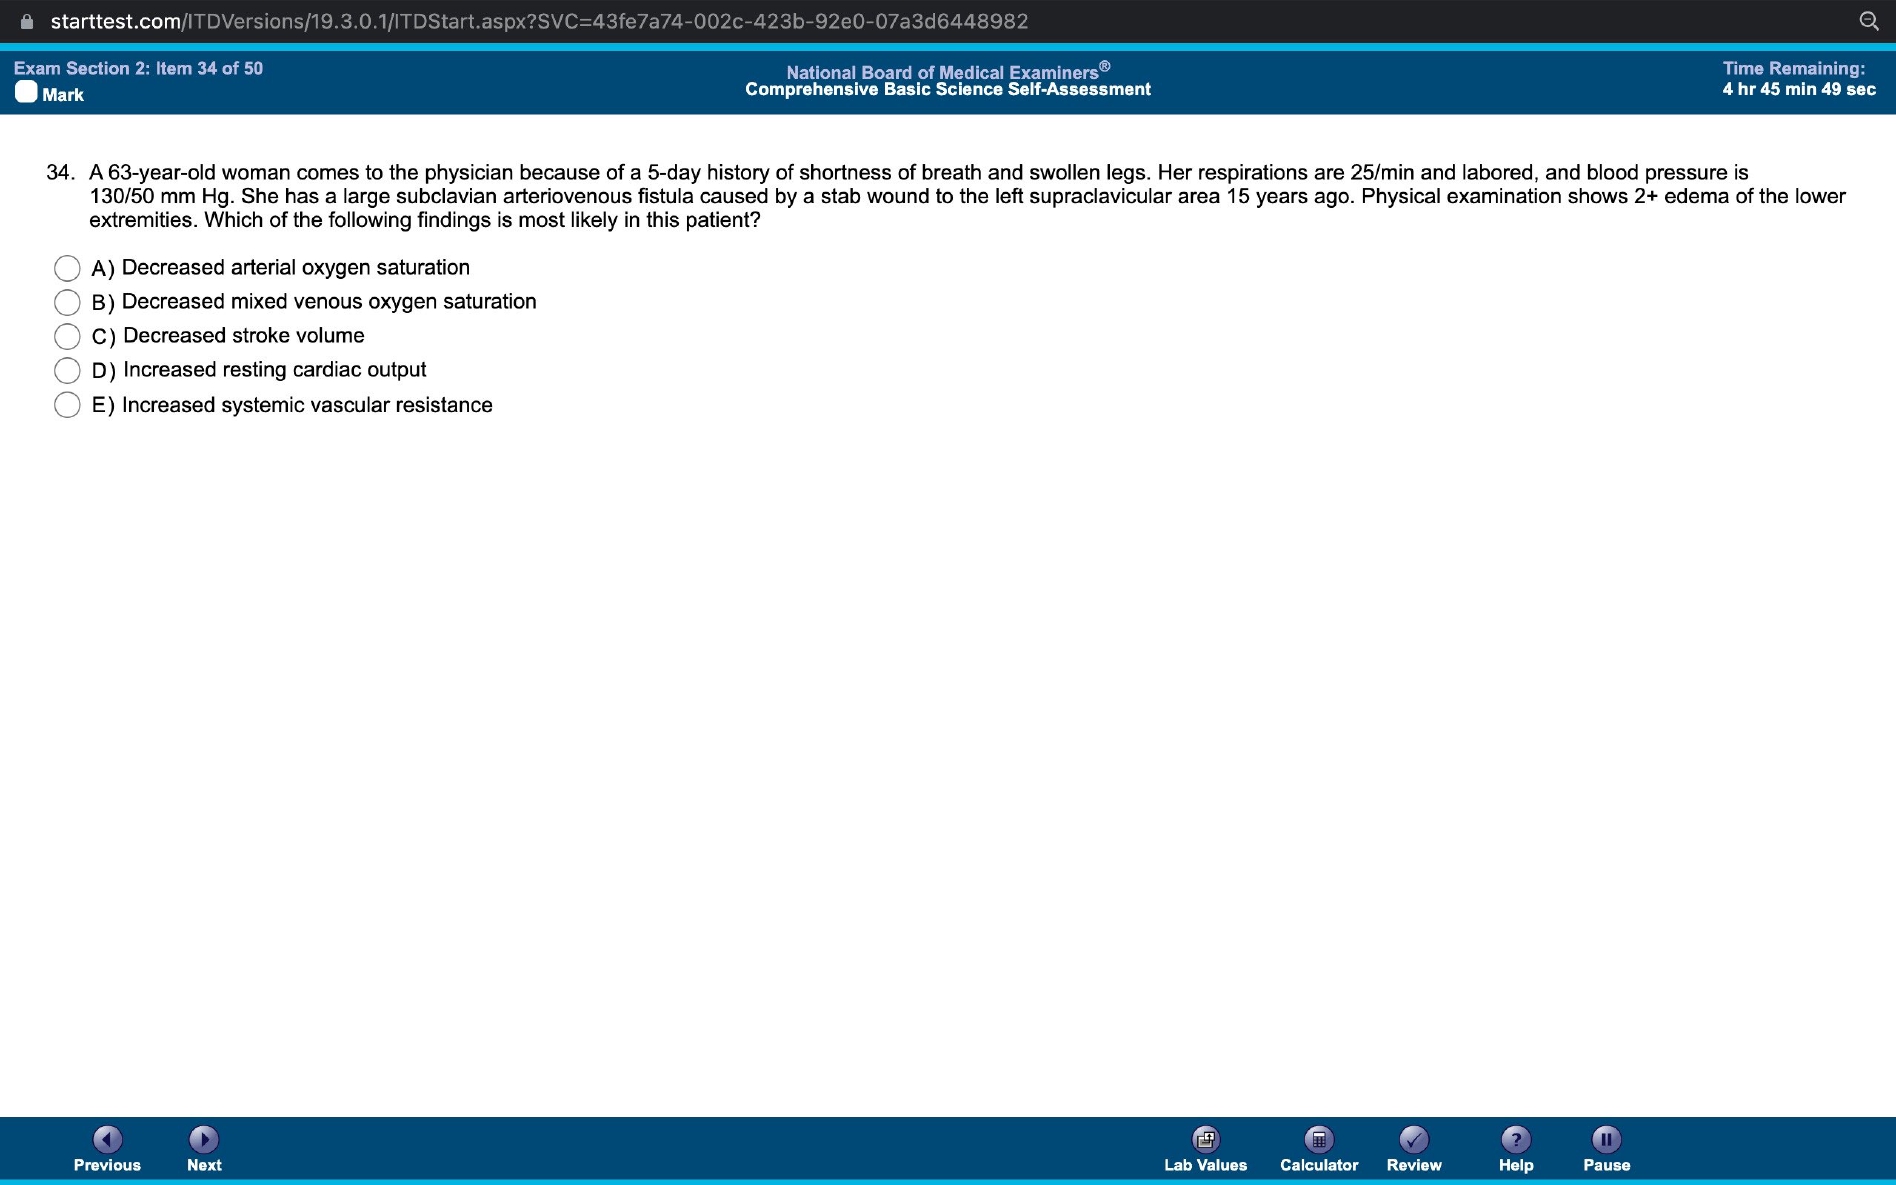 starttest.com/ITDVersions/19.3.0.1/ITDStart.aspx?SVC=43fe7a74-002c-423b-92e0-07a3d6448982
Exam Section 2: Item 34 of 50
Mark
National Board of Medical Examiners®
Comprehensive Basic Science Self-Assessment
Time Remaining:
4 hr 45 min 49 sec
34. A 63-year-old woman comes to the physician because of a 5-day history of shortness of breath and swollen legs. Her respirations are 25/min and labored, and blood pressure is
130/50 mm Hg. She has a large subclavian arteriovenous fistula caused by a stab wound to the left supraclavicular area 15 years ago. Physical examination shows 2+ edema of the lower
extremities. Which of the following findings is most likely in this patient?
A) Decreased arterial oxygen saturation
B) Decreased mixed venous oxygen saturation
C) Decreased stroke volume
D) Increased resting cardiac output
E) Increased systemic vascular resistance
Previous
Next
Lab Values
Calculator
Review
Help
Pause